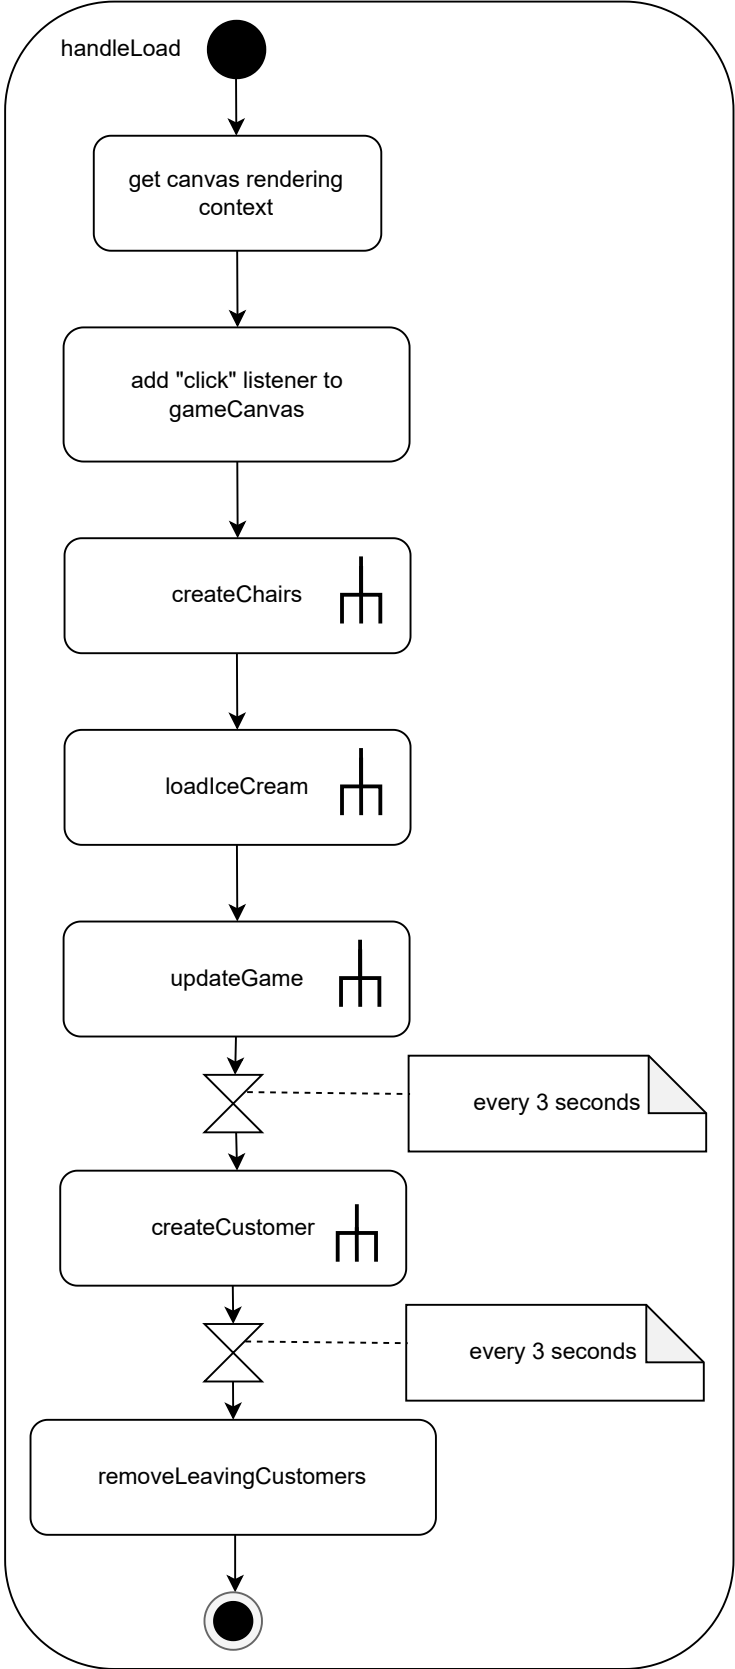 handleLoad
get canvas rendering
context
add "click" listener to
gameCanvas
createChairs
loadIceCream
updateGame
every 3 seconds
createCustomer
every 3 seconds
removeLeavingCustomers